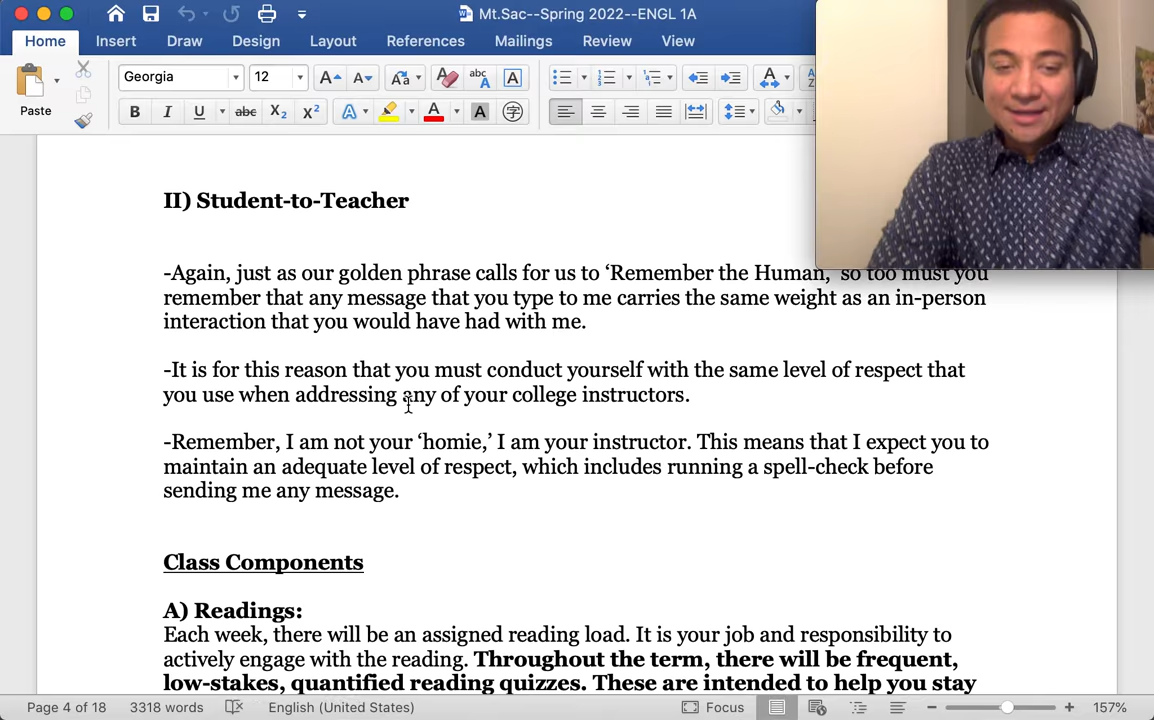 Mt.Sac--Spring 2022--ENGL 1A
Home Insert Draw Design Layout References Mailings Review View
Paste
Georgia 12
B I U abc X₂ X² A A A
II) Student-to-Teacher
-Again, just as our golden phrase calls for us to ‘Remember the Human,’ so too must you
remember that any message that you type to me carries the same weight as an in-person
interaction that you would have had with me.
-It is for this reason that you must conduct yourself with the same level of respect that
you use when addressing any of your college instructors.
-Remember, I am not your ‘homie,’ I am your instructor. This means that I expect you to
maintain an adequate level of respect, which includes running a spell-check before
sending me any message.
Class Components
A) Readings:
Each week, there will be an assigned reading load. It is your job and responsibility to
actively engage with the reading. Throughout the term, there will be frequent,
low-stakes, quantified reading quizzes. These are intended to help you stay
Page 4 of 18 3318 words English (United States) Focus 157%